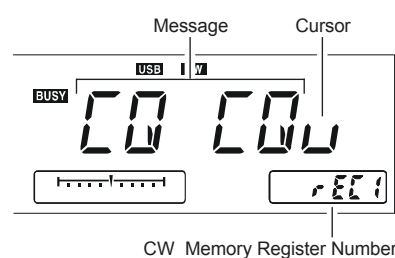 Message Cursor
USB
BUSY
CQ CQ
rEC1
CW Memory Register Number